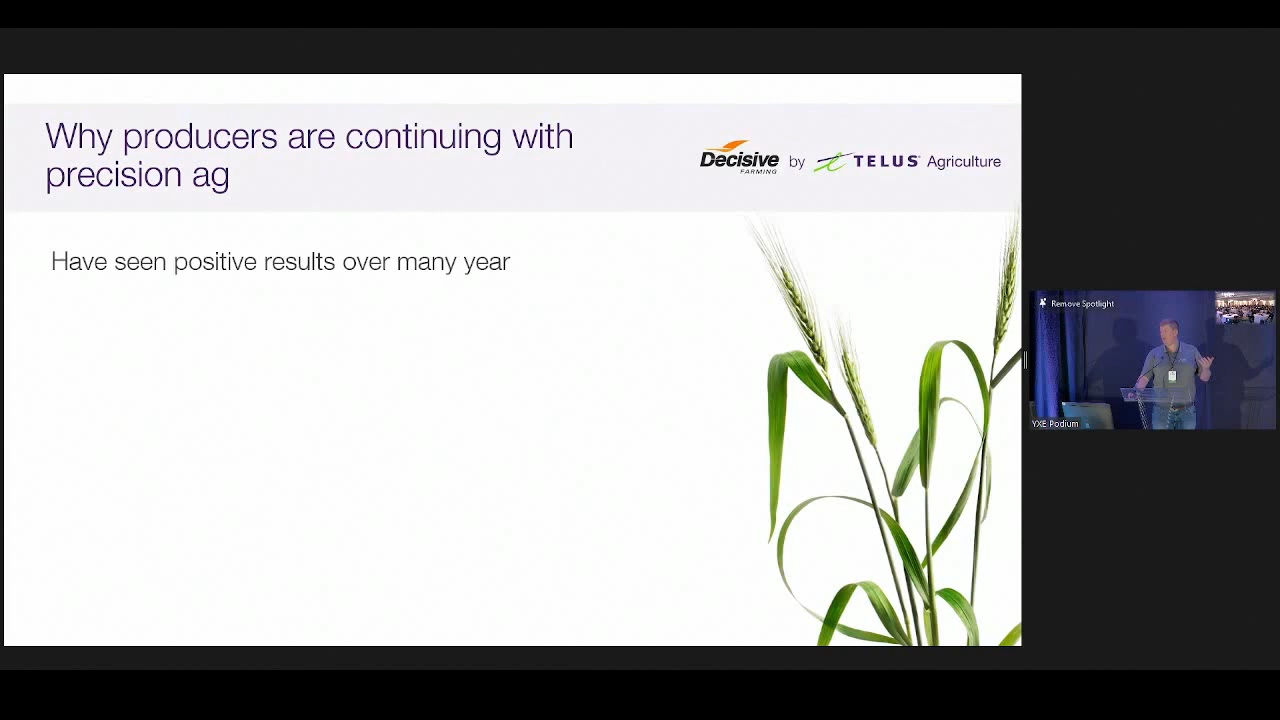 Why producers are continuing with
precision ag
Decisive
FARMING
by
TELUS® Agriculture
Have seen positive results over many year
Remove Spotlight
YXE Podium